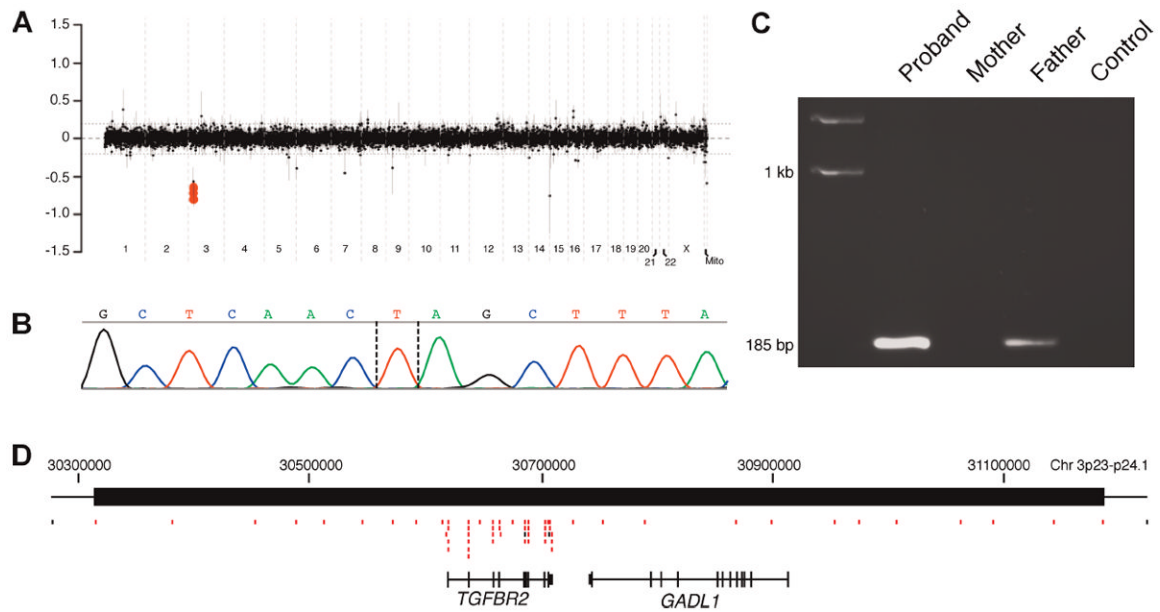 A
1.5
1.0
0.5
0
-0.5
-1.0
-1.5
1 2 3 4 5 6 7 8 9 10 11 12 13 14 15 16 17 18 19 20 21 22 X Mito
B
G C T C A A C T A G C T T T A
C
Proband Mother Father Control
1 kb
185 bp
D
30300000 30500000 30700000 30900000 31100000 Chr 3p23-p24.1
TGFBR2 GADL1